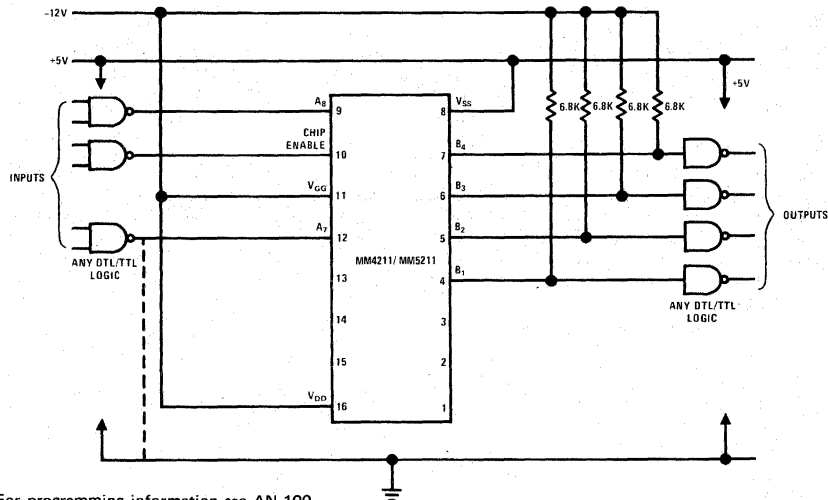 -12V
+5V
+5V
A8
9
VSS
8
6.8K
6.8K
6.8K
6.8K
CHIP
ENABLE
10
7
B4
INPUTS
VGG
11
6
B3
OUTPUTS
A7
12
5
B2
ANY DTL/TTL
LOGIC
MM4211/MM5211
13
4
B1
ANY DTL/TTL
LOGIC
14
3
15
2
VDD
16
1
For programming information see AN-100